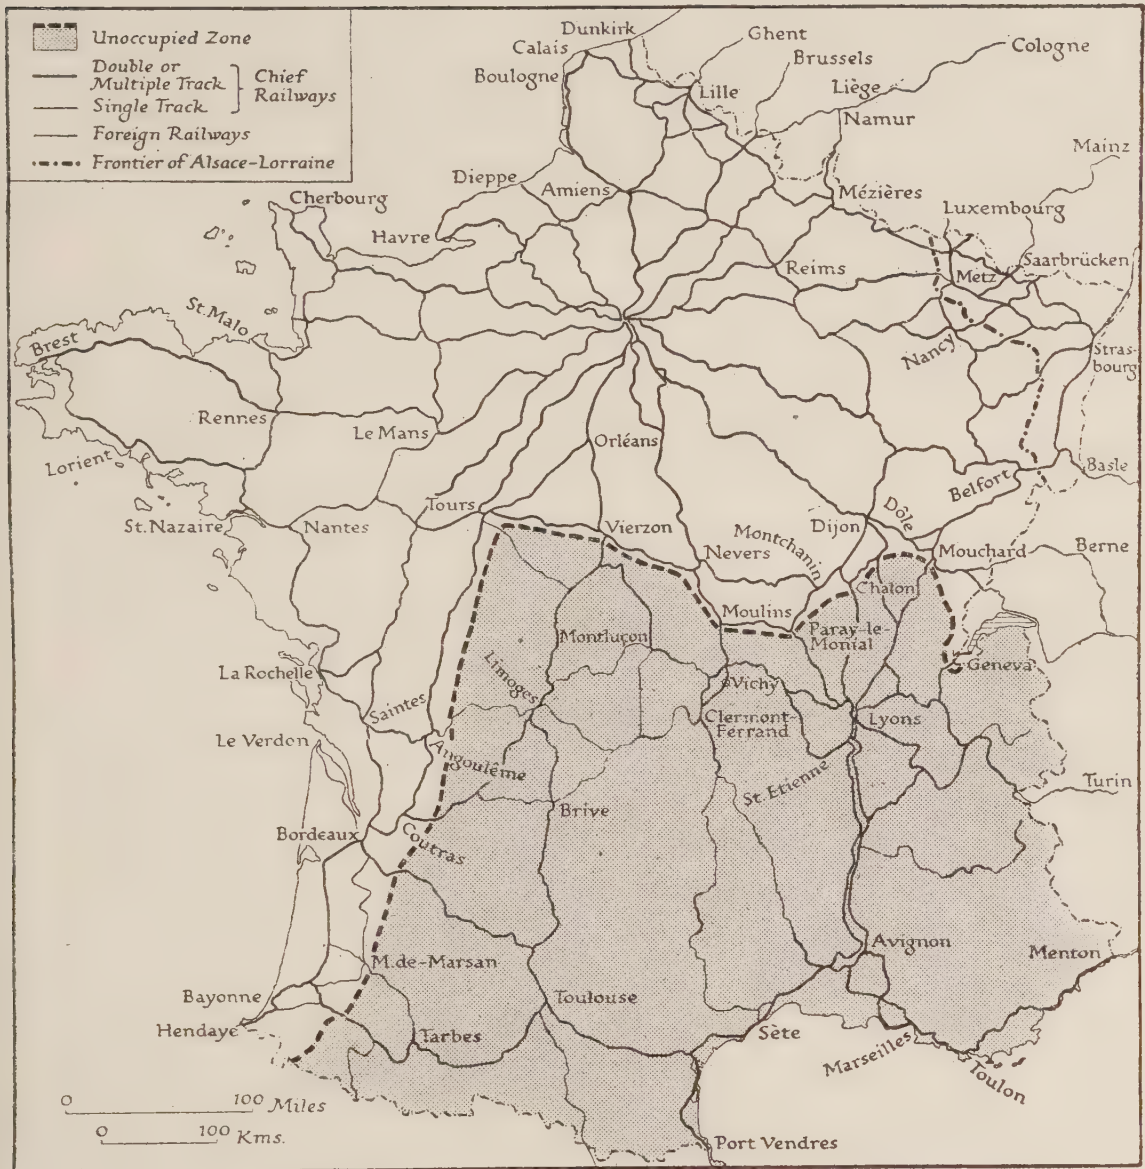 Unoccupied Zone
Double or
Multiple Track
Single Track
Chief
Railways
Foreign Railways
Frontier of Alsace-Lorraine
Dunkirk
Calais
Boulogne
Ghent
Brussels
Cologne
Lille
Liège
Namur
Mainz
Dieppe
Amiens
Mézières
Cherbourg
Luxembourg
Havre
Saarbrücken
Reims
Metz
St. Malo
Brest
Nancy
Stras-
bourg
Rennes
Le Mans
Orléans
Lorient
Belfort
Basle
Tours
Dôle
St. Nazaire
Nantes
Vierzon
Montchanin
Dijon
Nevers
Mouchard
Berne
Chalon
Moulins
Montluçon
Paray-le-
Monial
La Rochelle
Limoges
Vichy
Geneva
Saintes
Clermont-
Ferrand
Lyons
Le Verdon
Angoulême
St. Etienne
Turin
Brive
Bordeaux
Coutras
Avignon
Menton
M. de-Marsan
Bayonne
Toulouse
Hendaye
Tarbes
Sète
Marseilles
Toulon
0 100 Miles
0 100 Kms.
Port Vendres